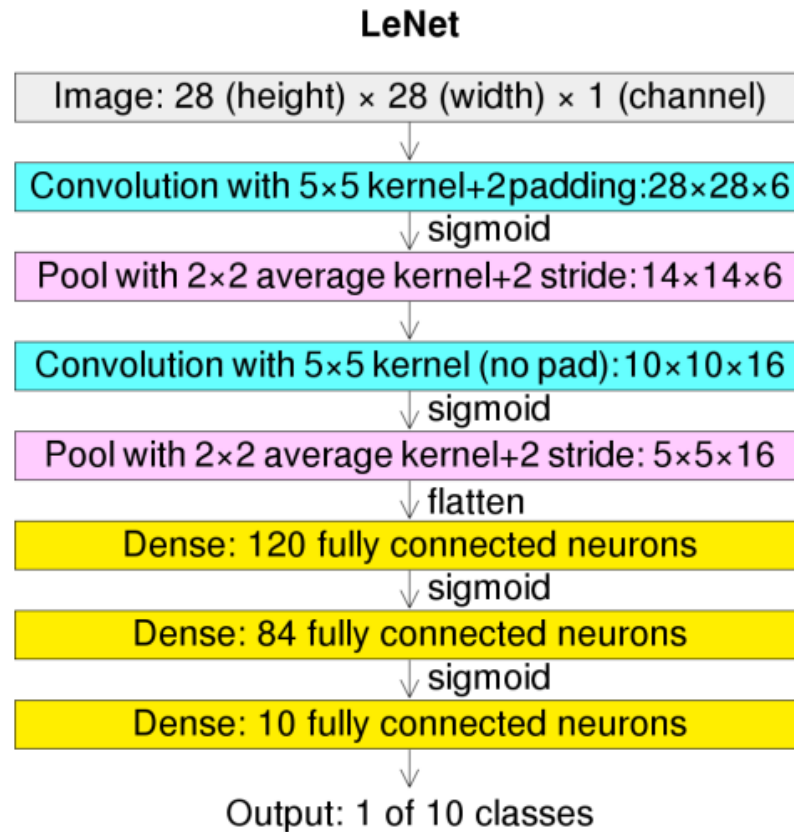 LeNet
Image: 28 (height) × 28 (width) × 1 (channel)
Convolution with 5×5 kernel+2padding:28×28×6
sigmoid
Pool with 2×2 average kernel+2 stride:14×14×6
Convolution with 5×5 kernel (no pad):10×10×16
sigmoid
Pool with 2×2 average kernel+2 stride: 5×5×16
flatten
Dense: 120 fully connected neurons
sigmoid
Dense: 84 fully connected neurons
sigmoid
Dense: 10 fully connected neurons
Output: 1 of 10 classes